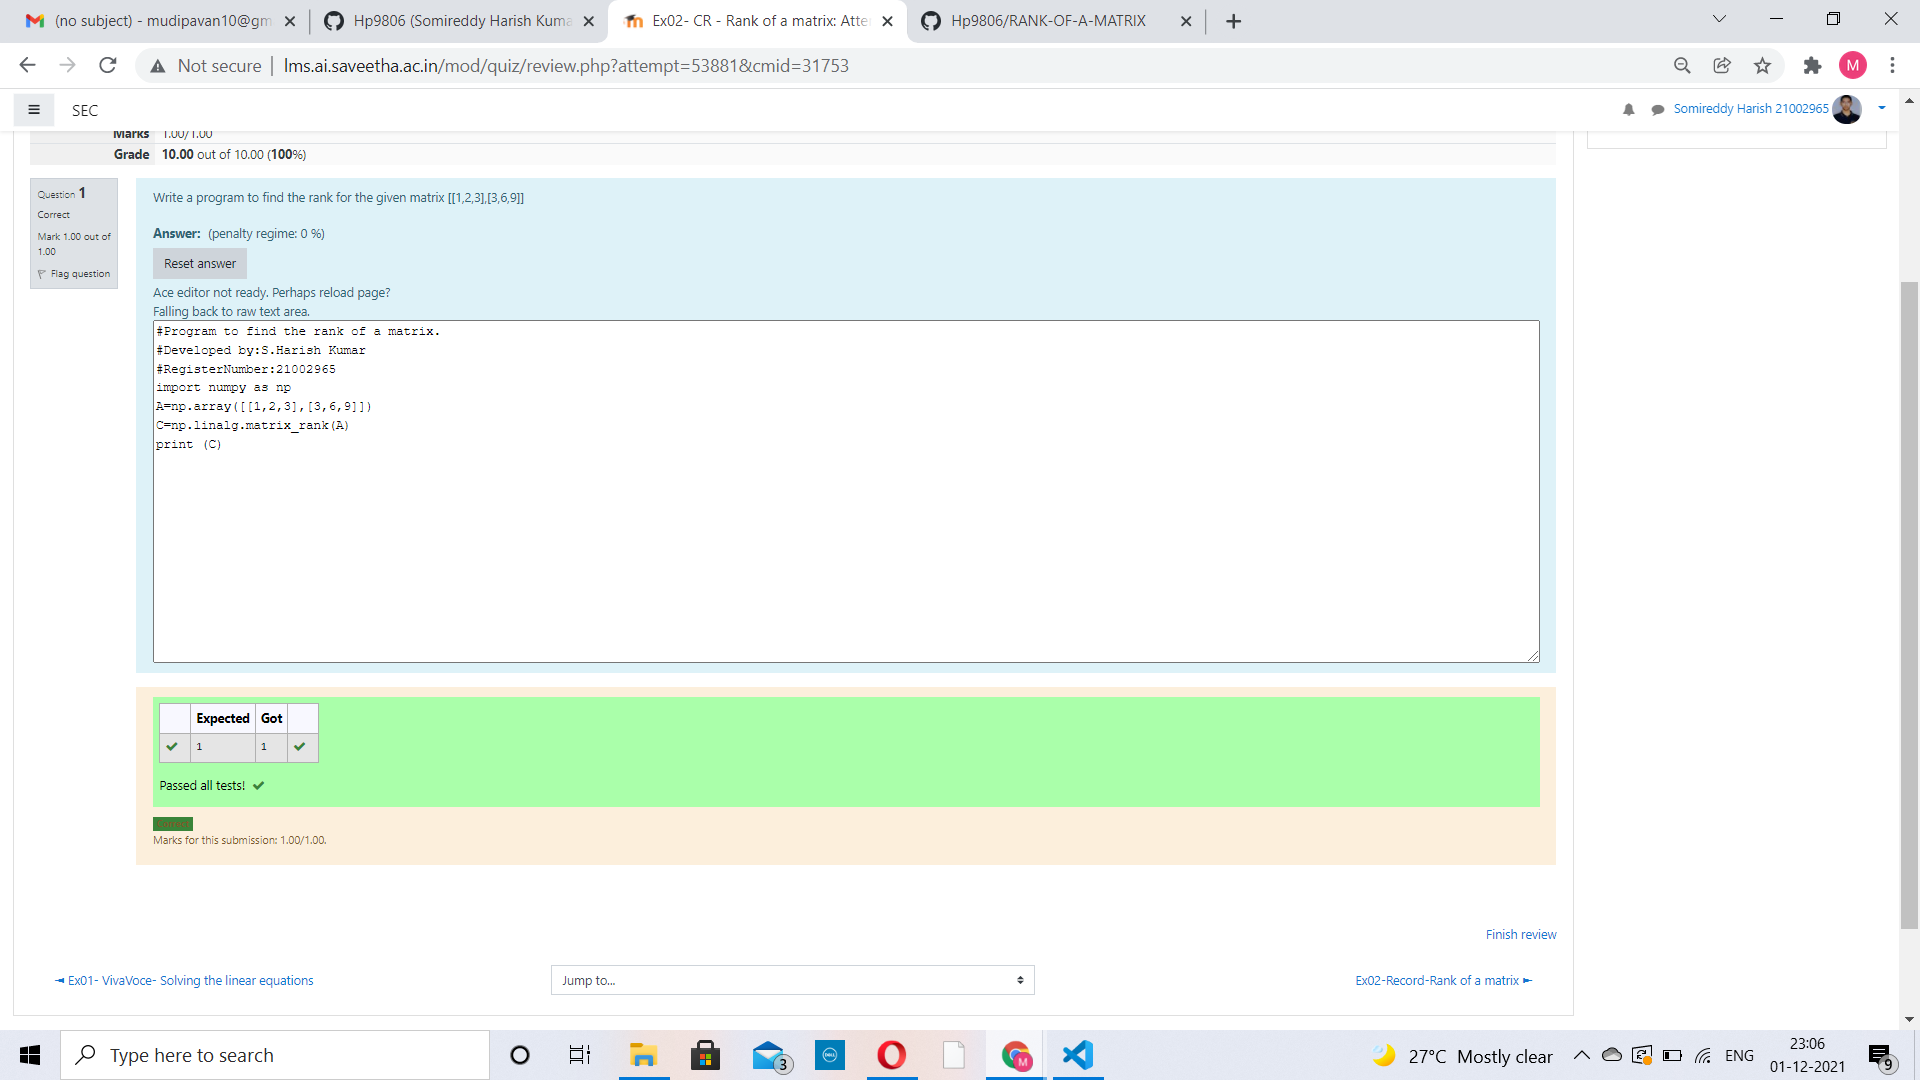 (no subject) - mudipavan10@gm
Hp9806 (Somireddy Harish Kuma
Ex02- CR - Rank of a matrix: Atte
Hp9806/RANK-OF-A-MATRIX
Not secure
lms.ai.saveetha.ac.in/mod/quiz/review.php?attempt=53881&cmid=31753
M
SEC
Somireddy Harish 21002965
Marks 1.00/1.00
Grade 10.00 out of 10.00 (100%)
Question 1
Correct
Mark 1.00 out of
1.00
Flag question
Write a program to find the rank for the given matrix [[1,2,3],[3,6,9]]
Answer: (penalty regime: 0 %)
Reset answer
Ace editor not ready. Perhaps reload page?
Falling back to raw text area.
#Program to find the rank of a matrix.
#Developed by:S.Harish Kumar
#RegisterNumber:21002965
import numpy as np
A=np.array([[1,2,3],[3,6,9]])
C=np.linalg.matrix_rank(A)
print (C)
Expected Got
1 1
Passed all tests!
Marks for this submission: 1.00/1.00.
Finish review
◄ Ex01- VivaVoce- Solving the linear equations
Jump to...
Ex02-Record-Rank of a matrix ►
Type here to search
3
DELL
M
27°C Mostly clear
ENG
23:06
01-12-2021
9